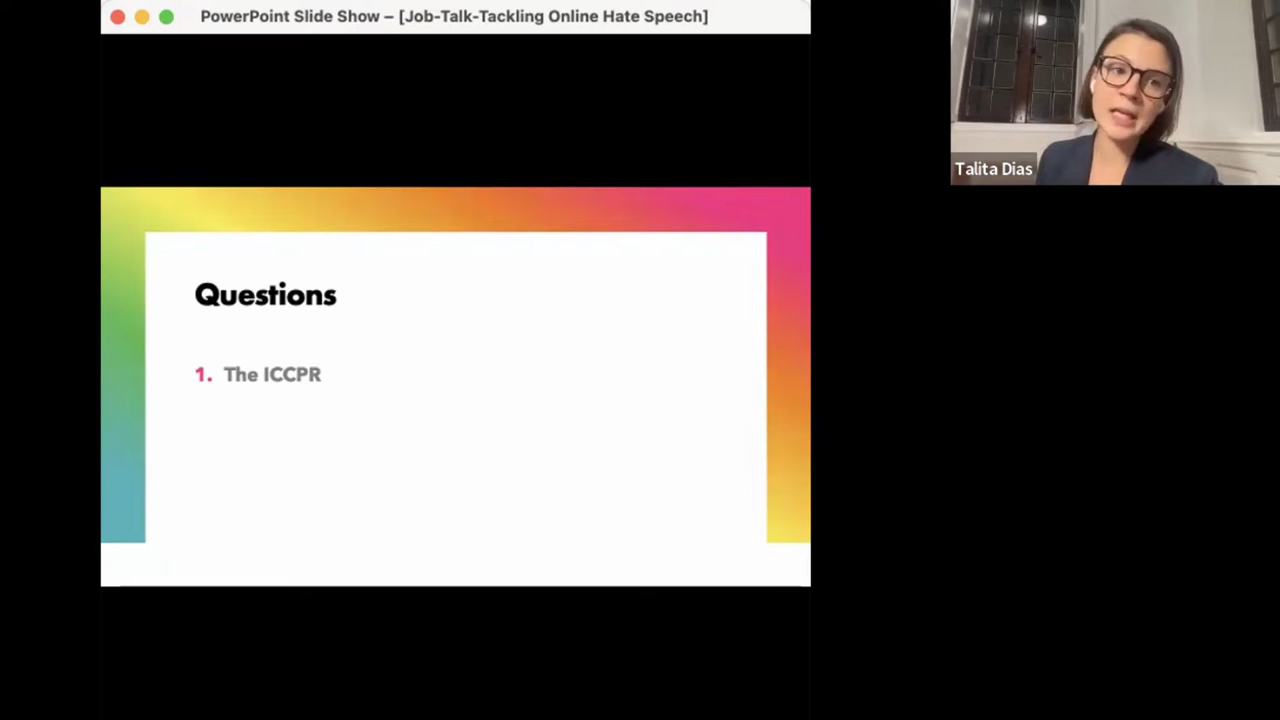 PowerPoint Slide Show – [Job-Talk-Tackling Online Hate Speech]
Talita Dias
Questions
1. The ICCPR